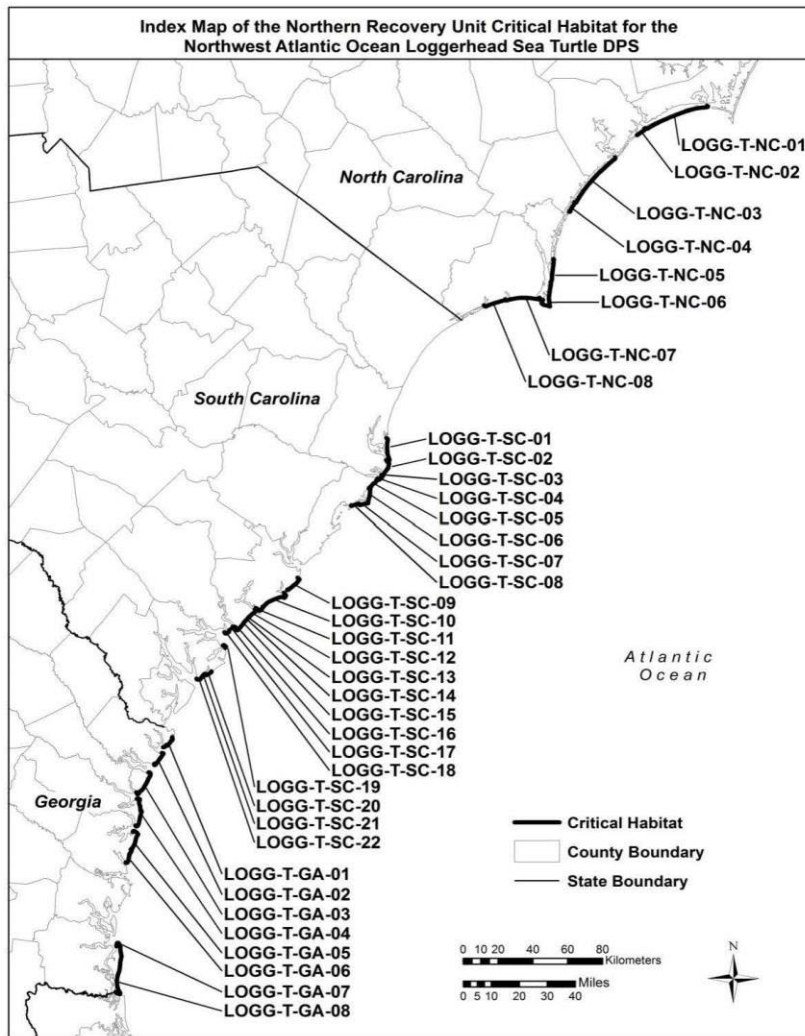 Index Map of the Northern Recovery Unit Critical Habitat for the
Northwest Atlantic Ocean Loggerhead Sea Turtle DPS
LOGG-T-NC-01
LOGG-T-NC-02
North Carolina
LOGG-T-NC-03
LOGG-T-NC-04
LOGG-T-NC-05
LOGG-T-NC-06
LOGG-T-NC-07
LOGG-T-NC-08
South Carolina
LOGG-T-SC-01
LOGG-T-SC-02
LOGG-T-SC-03
LOGG-T-SC-04
LOGG-T-SC-05
LOGG-T-SC-06
LOGG-T-SC-07
LOGG-T-SC-08
LOGG-T-SC-09
LOGG-T-SC-10
LOGG-T-SC-11
LOGG-T-SC-12
LOGG-T-SC-13
LOGG-T-SC-14
LOGG-T-SC-15
LOGG-T-SC-16
LOGG-T-SC-17
LOGG-T-SC-18
Atlantic
Ocean
LOGG-T-SC-19
LOGG-T-SC-20
LOGG-T-SC-21
LOGG-T-SC-22
Georgia
LOGG-T-GA-01
LOGG-T-GA-02
LOGG-T-GA-03
LOGG-T-GA-04
LOGG-T-GA-05
LOGG-T-GA-06
LOGG-T-GA-07
LOGG-T-GA-08
Critical Habitat
County Boundary
State Boundary
0 10 20 40 60 80
Kilometers
Miles
0 5 10 20 30 40
N